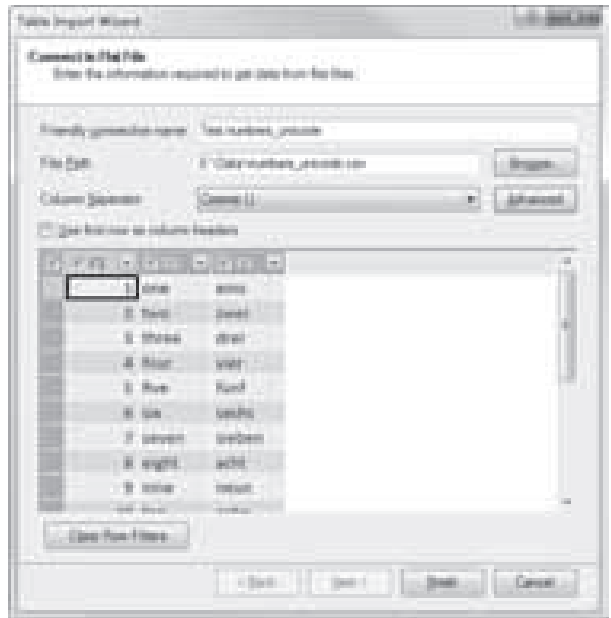 Table Import Wizard
Connect to Flat File
Enter the information required to get data from flat files.
Friendly connection name: Text numbers_unicode
File Path:
Browse...
Column Separator: Comma (,)
Advanced
Use first row as column headers.
1 one eins
2 two zwei
3 three drei
4 four vier
5 five fünf
6 six sechs
7 seven sieben
8 eight acht
9 nine neun
Clear Row Filters
< Back
Next >
Finish
Cancel